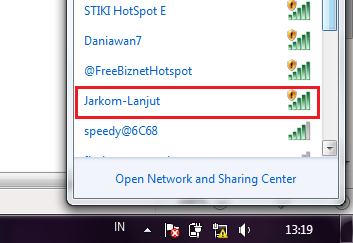 STIKI HotSpot E
Daniawan7
@FreeBiznetHotspot
Jarkom-Lanjut
speedy@6C68
Open Network and Sharing Center
IN
13:19